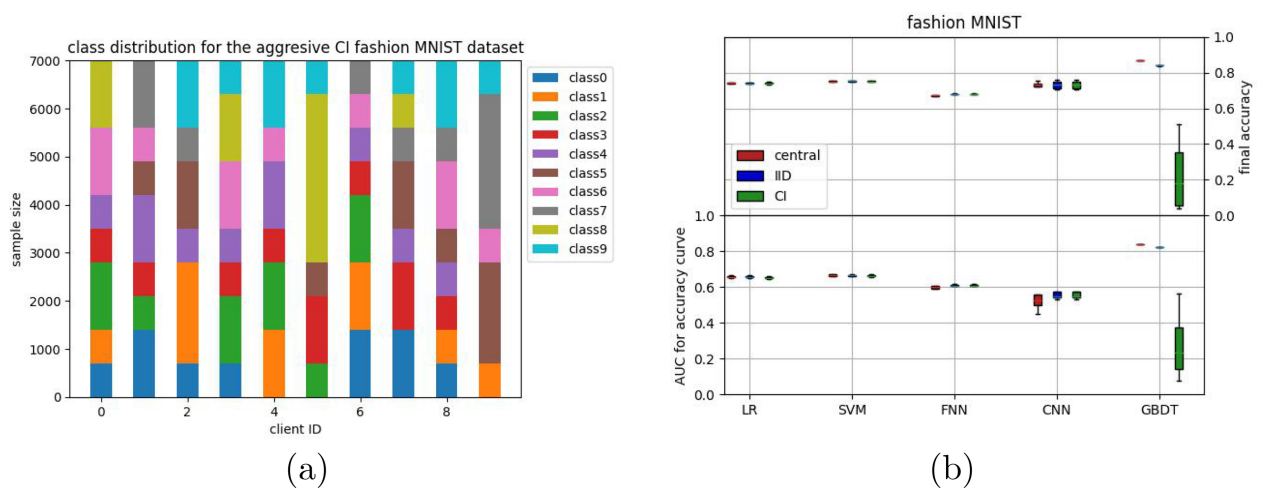 class distribution for the aggresive CI fashion MNIST dataset
7000
6000
5000
4000
3000
2000
1000
0
sample size
0 2 4 6 8
client ID
class0
class1
class2
class3
class4
class5
class6
class7
class8
class9
(a)
fashion MNIST
1.0
0.8
0.6
0.4
0.2
0.0
final accuracy
central
IID
CI
1.0
0.8
0.6
0.4
0.2
0.0
AUC for accuracy curve
LR SVM FNN CNN GBDT
(b)